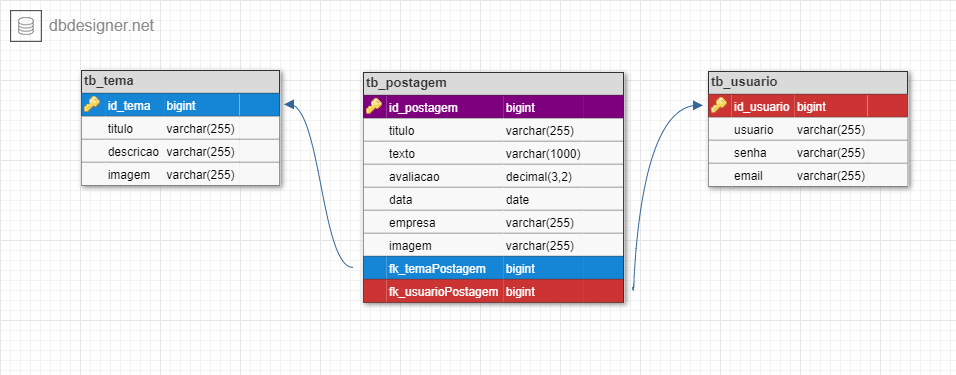 dbdesigner.net
tb_tema
id_tema bigint
titulo varchar(255)
descricao varchar(255)
imagem varchar(255)
tb_postagem
id_postagem bigint
titulo varchar(255)
texto varchar(1000)
avaliacao decimal(3,2)
data date
empresa varchar(255)
imagem varchar(255)
fk_temaPostagem bigint
fk_usuarioPostagem bigint
tb_usuario
id_usuario bigint
usuario varchar(255)
senha varchar(255)
email varchar(255)